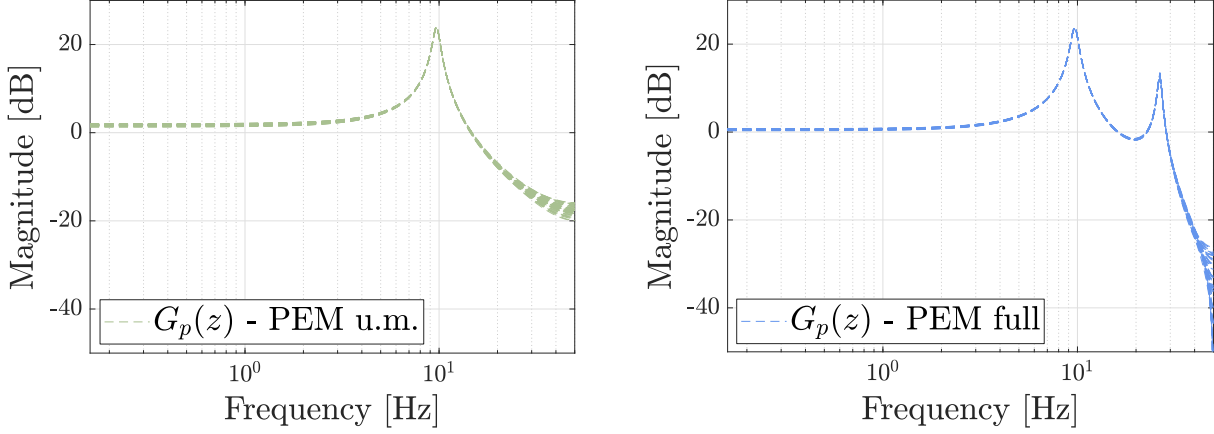 Magnitude [dB]
20
0
-20
-40
G_p(z) - PEM u.m.
10^0
10^1
Frequency [Hz]
Magnitude [dB]
20
0
-20
-40
G_p(z) - PEM full
10^0
10^1
Frequency [Hz]